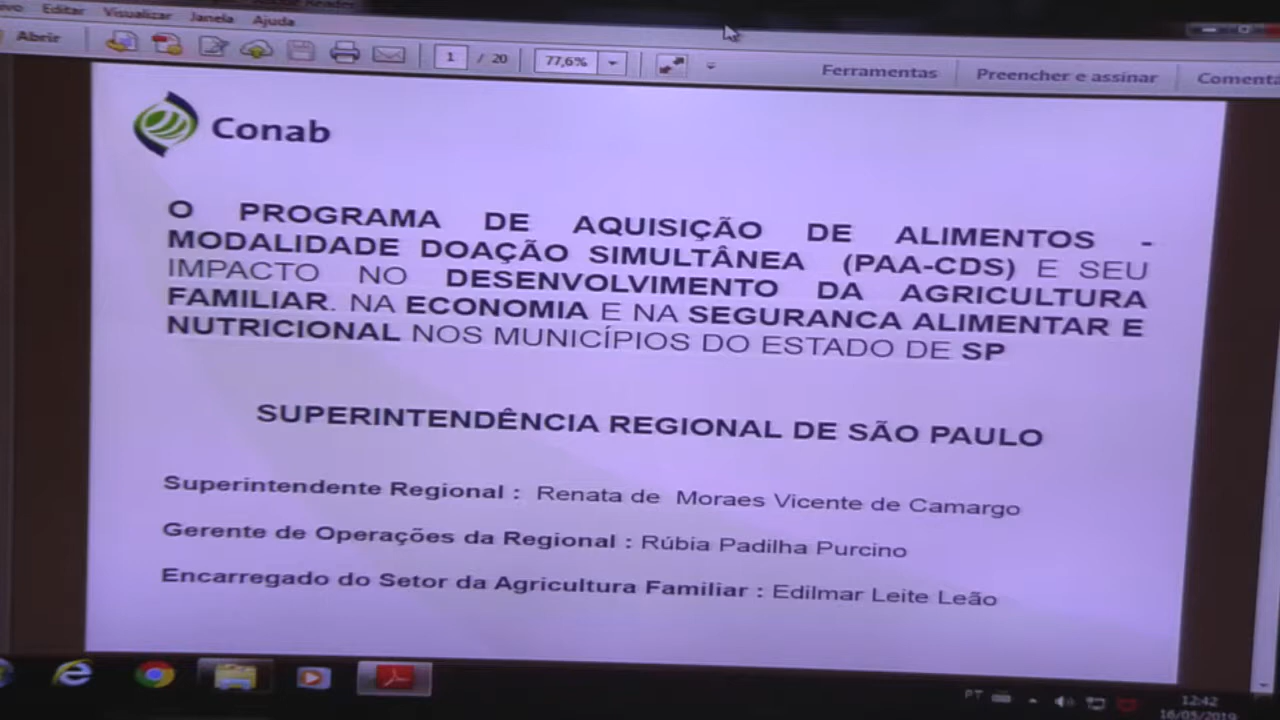 Editar Visualizar Janela Ajuda
Abrir 1 / 20 77,6% Ferramentas Preencher e assinar
Conab
O PROGRAMA DE AQUISIÇÃO DE ALIMENTOS -
MODALIDADE DOAÇÃO SIMULTÂNEA (PAA-CDS) E SEU
IMPACTO NO DESENVOLVIMENTO DA AGRICULTURA
FAMILIAR. NA ECONOMIA E NA SEGURANCA ALIMENTAR E
NUTRICIONAL NOS MUNICÍPIOS DO ESTADO DE SP
SUPERINTENDÊNCIA REGIONAL DE SÃO PAULO
Superintendente Regional : Renata de Moraes Vicente de Camargo
Gerente de Operações da Regional : Rúbia Padilha Purcino
Encarregado do Setor da Agricultura Familiar : Edilmar Leite Leão
PT 12:42
16/05/2019